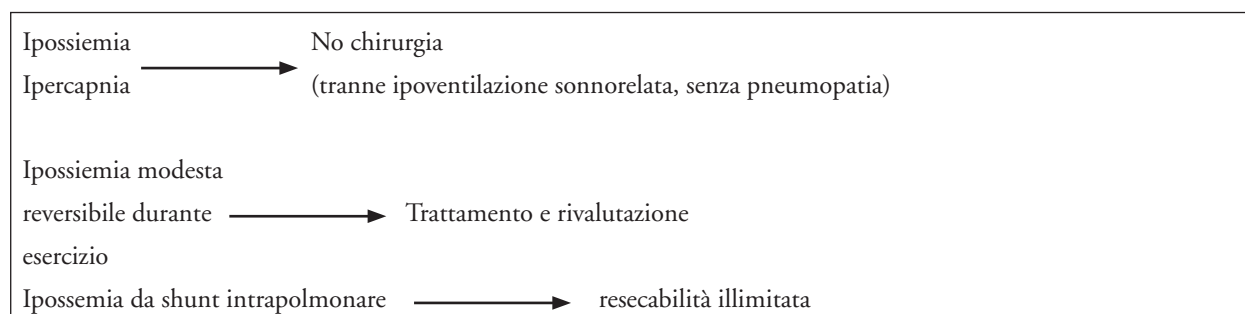 Ipossiemia No chirurgia
Ipercapnia (tranne ipoventilazione sonnorelata, senza pneumopatia)
Ipossiemia modesta
reversibile durante Trattamento e rivalutazione
esercizio
Ipossemia da shunt intrapolmonare resecabilità illimitata